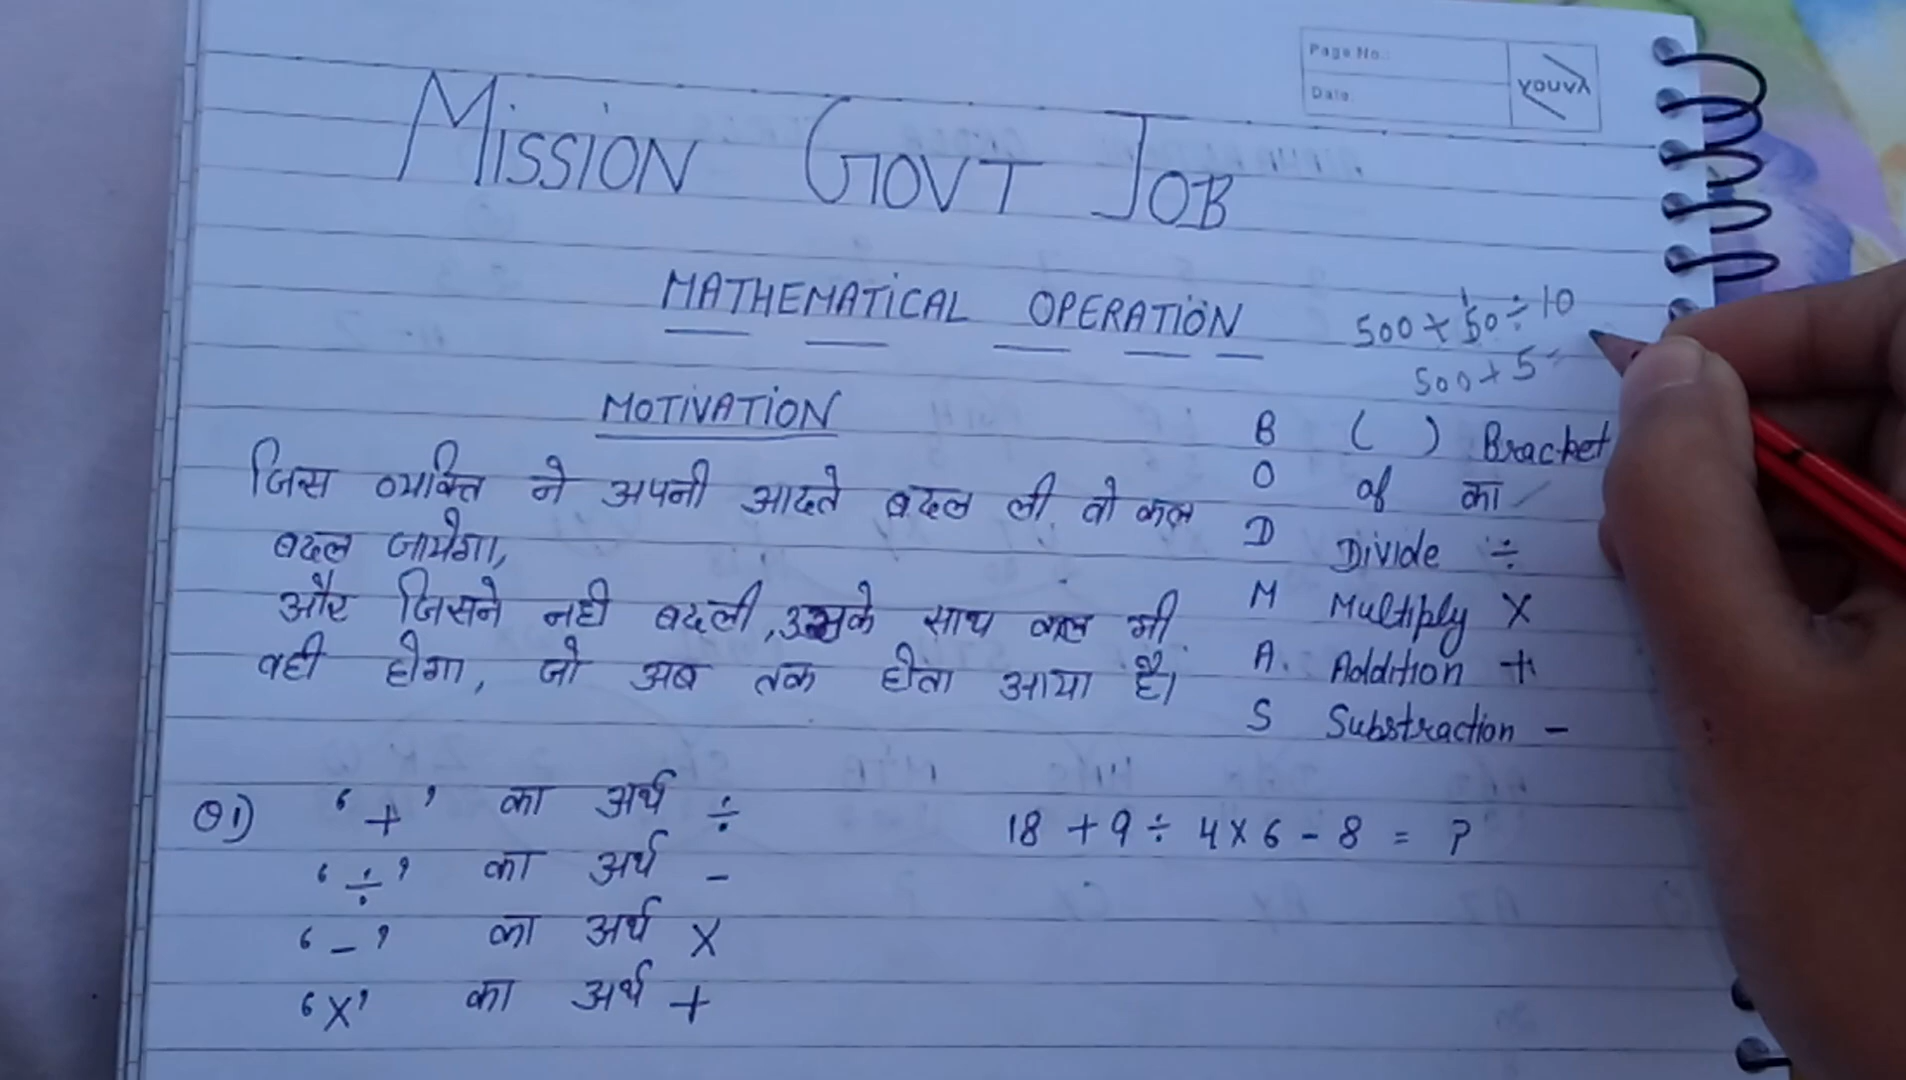 Page No.:
Date:
YOUVA
MISSION GOVT JOB
MATHEMATICAL OPERATION
500 + 50 ÷ 10
500 + 5 =
MOTIVATION
जिस व्यक्ति ने अपनी आदते बदल ली वो कल
बदल जायेगा,
और जिसने नही बदली, उसके साथ कल भी
वही होगा, जो अब तक होता आया है।
B ( ) Bracket
O of का
D Divide ÷
M Multiply X
A. Addition +
S Substraction -
Q1) ‘+’ का अर्थ ÷
‘÷’ का अर्थ -
‘-’ का अर्थ X
‘X’ का अर्थ +
18 + 9 ÷ 4 X 6 - 8 = ?